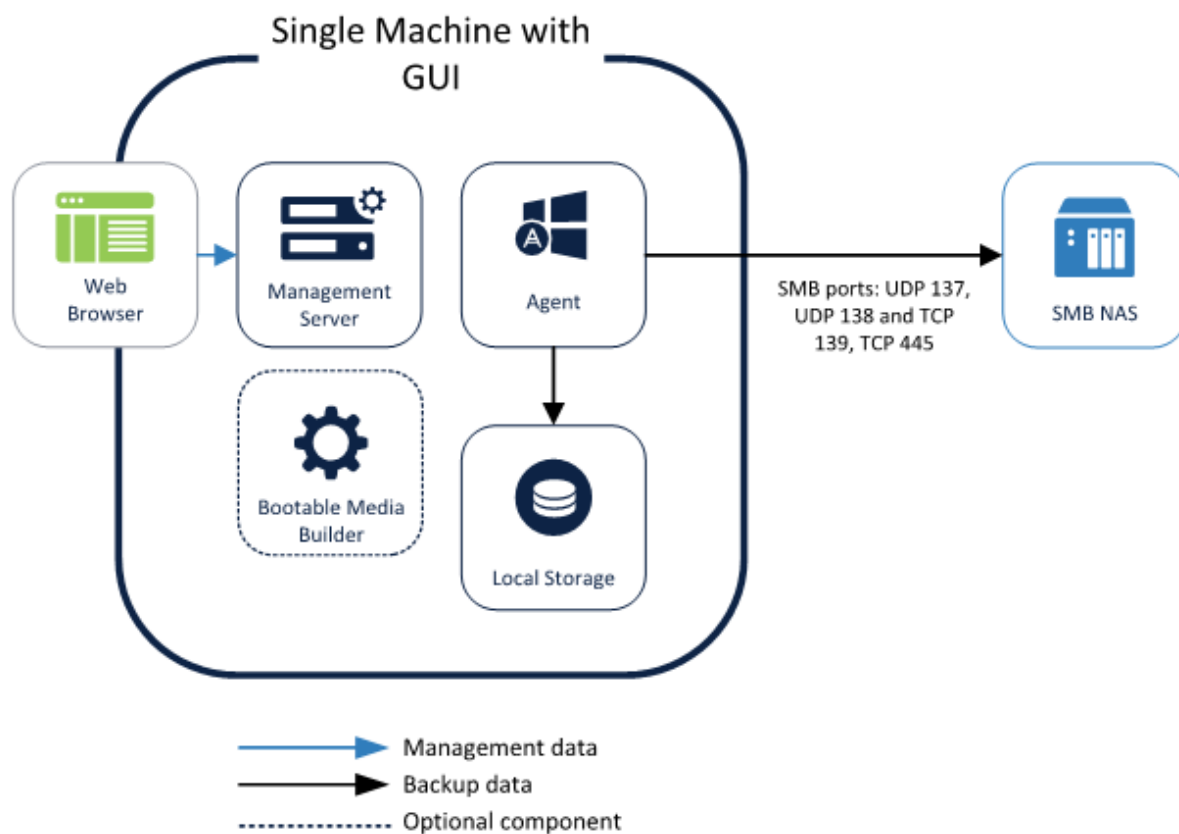 Single Machine with
GUI
Web
Browser
Management
Server
Agent
SMB ports: UDP 137,
UDP 138 and TCP
139, TCP 445
SMB NAS
Bootable Media
Builder
Local Storage
Management data
Backup data
Optional component